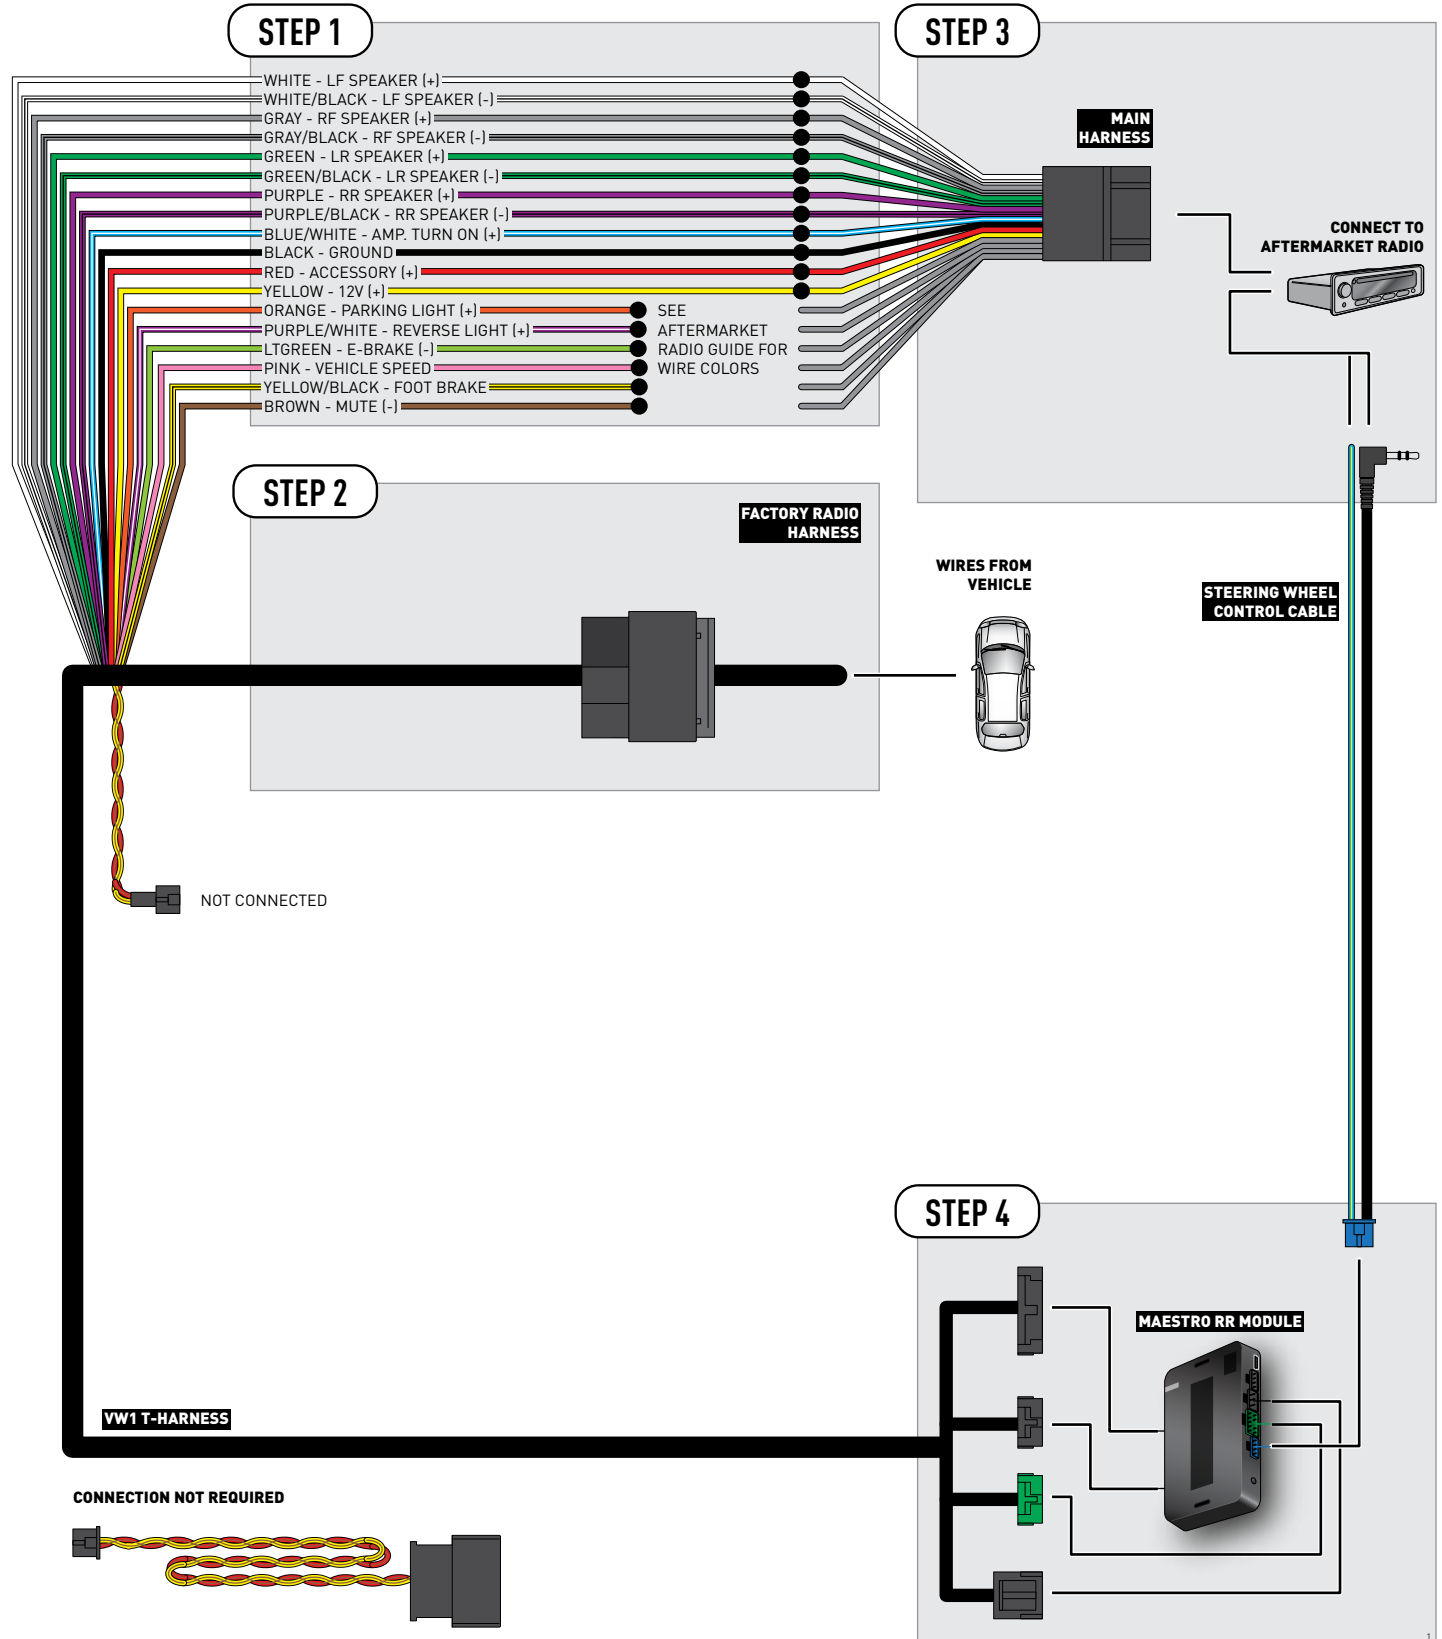 STEP 1
WHITE - LF SPEAKER (+)
WHITE/BLACK - LF SPEAKER (-)
GRAY - RF SPEAKER (+)
GRAY/BLACK - RF SPEAKER (-)
GREEN - LR SPEAKER (+)
GREEN/BLACK - LR SPEAKER (-)
PURPLE - RR SPEAKER (+)
PURPLE/BLACK - RR SPEAKER (-)
BLUE/WHITE - AMP. TURN ON (+)
BLACK - GROUND
RED - ACCESSORY (+)
YELLOW - 12V (+)
ORANGE - PARKING LIGHT (+)
PURPLE/WHITE - REVERSE LIGHT (+)
LTGREEN - E-BRAKE (-)
PINK - VEHICLE SPEED
YELLOW/BLACK - FOOT BRAKE
BROWN - MUTE (-)
SEE
AFTERMARKET
RADIO GUIDE FOR
WIRE COLORS
STEP 3
MAIN
HARNESS
CONNECT TO
AFTERMARKET RADIO
STEP 2
FACTORY RADIO
HARNESS
WIRES FROM
VEHICLE
STEERING WHEEL
CONTROL CABLE
NOT CONNECTED
STEP 4
MAESTRO RR MODULE
VW1 T-HARNESS
CONNECTION NOT REQUIRED
1